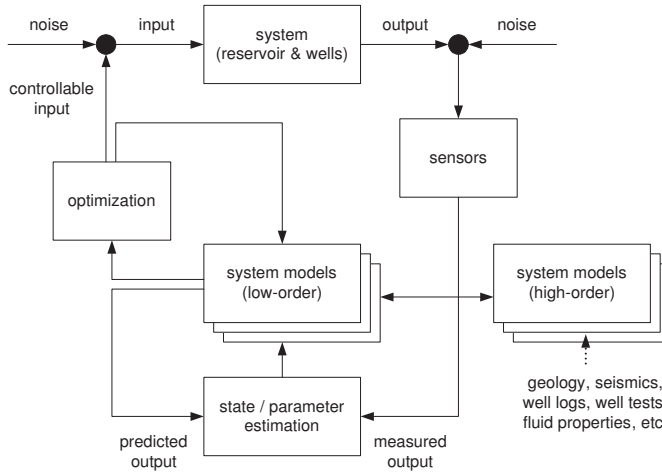 noise
input
system
(reservoir & wells)
output
noise
controllable
input
sensors
optimization
system models
(low-order)
system models
(high-order)
geology, seismics,
well logs, well tests,
fluid properties, etc
state / parameter
estimation
predicted
output
measured
output